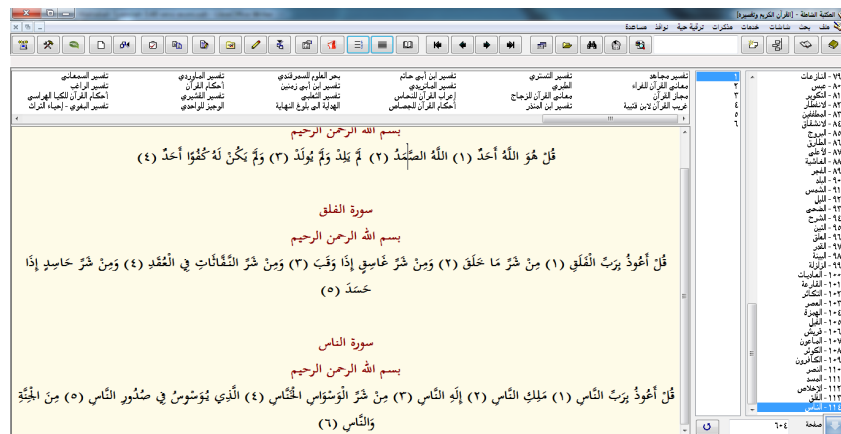 المكتبة الشاملة - [القرآن الكريم وتفسيره]
ملف بحث شاشات خدمات مذكرات ترقية حية نوافذ مساعدة
تفسير مجاهد تفسير التستري تفسير ابن أبي حاتم بحر العلوم للسمرقندي تفسير الماوردي تفسير السمعاني
معاني القرآن للفراء الطبري تفسير الماتريدي تفسير ابن أبي زمنين أحكام القرآن تفسير الراغب
مجاز القرآن معاني القرآن للزجاج إعراب القرآن للنحاس تفسير الثعلبي تفسير القشيري أحكام القرآن للكيا الهراسي
غريب القرآن لابن قتيبة تفسير ابن المنذر أحكام القرآن للجصاص الهداية الى بلوغ النهاية الوجيز للواحدي تفسير البغوي - إحياء التراث
بسم الله الرحمن الرحيم
قُلْ هُوَ اللَّهُ أَحَدٌ (١) اللَّهُ الصَّمَدُ (٢) لَمْ يَلِدْ وَلَمْ يُولَدْ (٣) وَلَمْ يَكُنْ لَهُ كُفُوًا أَحَدٌ (٤)
سورة الفلق
بسم الله الرحمن الرحيم
قُلْ أَعُوذُ بِرَبِّ الْفَلَقِ (١) مِنْ شَرِّ مَا خَلَقَ (٢) وَمِنْ شَرِّ غَاسِقٍ إِذَا وَقَبَ (٣) وَمِنْ شَرِّ النَّفَّاثَاتِ فِي الْعُقَدِ (٤) وَمِنْ شَرِّ حَاسِدٍ إِذَا
حَسَدَ (٥)
سورة الناس
بسم الله الرحمن الرحيم
قُلْ أَعُوذُ بِرَبِّ النَّاسِ (١) مَلِكِ النَّاسِ (٢) إِلَهِ النَّاسِ (٣) مِنْ شَرِّ الْوَسْوَاسِ الْخَنَّاسِ (٤) الَّذِي يُوَسْوِسُ فِي صُدُورِ النَّاسِ (٥) مِنَ الْجِنَّةِ
وَالنَّاسِ (٦)
١
٢
٣
٤
٥
٦
٧٩ - النازعات
٨٠ - عبس
٨١ - التكوير
٨٢ - الانفطار
٨٣ - المطففين
٨٤ - الانشقاق
٨٥ - البروج
٨٦ - الطارق
٨٧ - الأعلى
٨٨ - الغاشية
٨٩ - الفجر
٩٠ - البلد
٩١ - الشمس
٩٢ - الليل
٩٣ - الضحى
٩٤ - الشرح
٩٥ - التين
٩٦ - العلق
٩٧ - القدر
٩٨ - البينة
٩٩ - الزلزلة
١٠٠ - العاديات
١٠١ - القارعة
١٠٢ - التكاثر
١٠٣ - العصر
١٠٤ - الهمزة
١٠٥ - الفيل
١٠٦ - قريش
١٠٧ - الماعون
١٠٨ - الكوثر
١٠٩ - الكافرون
١١٠ - النصر
١١١ - المسد
١١٢ - الإخلاص
١١٣ - الفلق
١١٤ - الناس
صفحة ٦٠٤